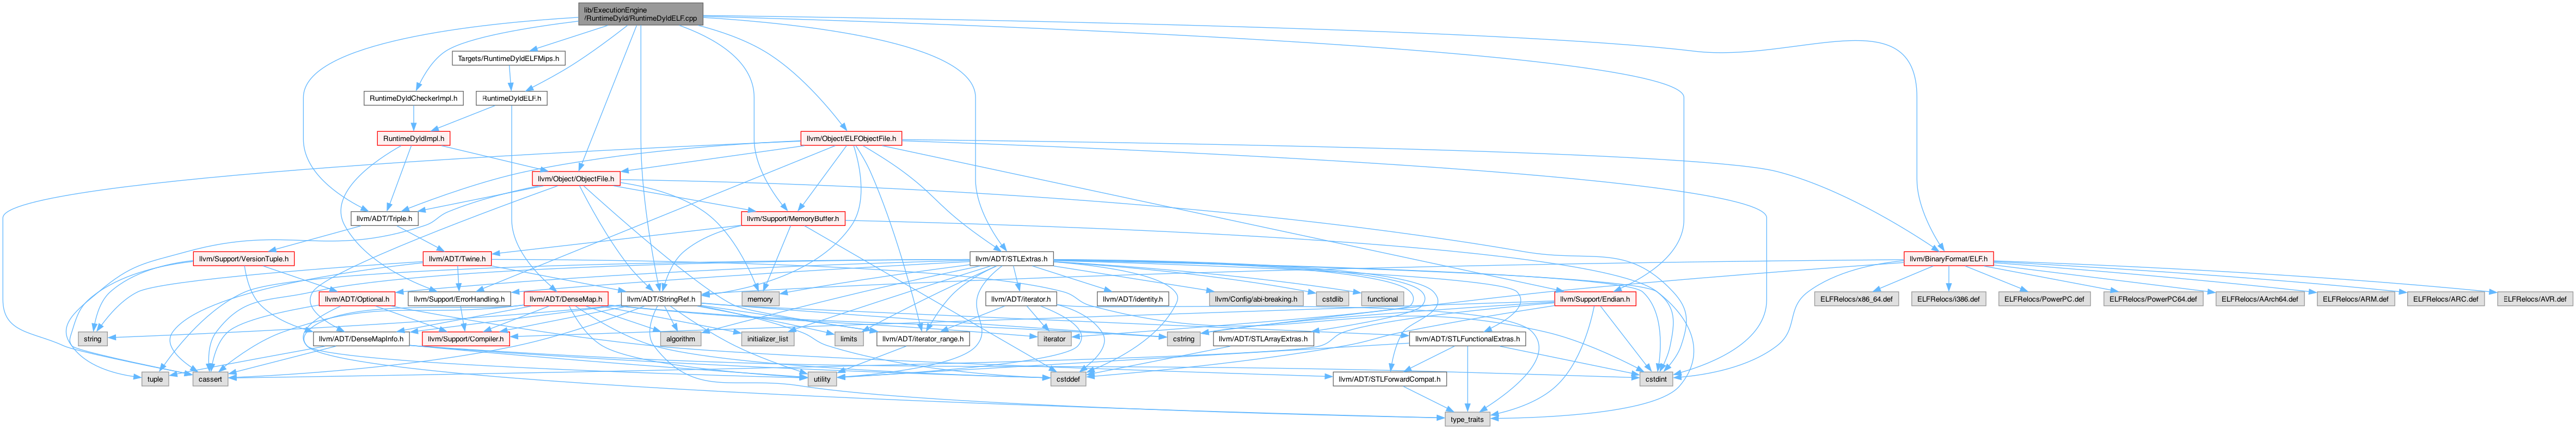 lib/ExecutionEngine
/RuntimeDyld/RuntimeDyldELF.cpp
Targets/RuntimeDyldELFMips.h
RuntimeDyldCheckerImpl.h
RuntimeDyldELF.h
RuntimeDyldImpl.h
llvm/Object/ELFObjectFile.h
llvm/Object/ObjectFile.h
llvm/ADT/Triple.h
llvm/Support/MemoryBuffer.h
llvm/Support/VersionTuple.h
llvm/ADT/Twine.h
llvm/ADT/STLExtras.h
llvm/BinaryFormat/ELF.h
llvm/ADT/Optional.h
llvm/Support/ErrorHandling.h
llvm/ADT/DenseMap.h
llvm/ADT/StringRef.h
memory
llvm/ADT/iterator.h
llvm/ADT/identity.h
llvm/Config/abi-breaking.h
cstdlib
functional
llvm/Support/Endian.h
ELFRelocs/x86_64.def
ELFRelocs/i386.def
ELFRelocs/PowerPC.def
ELFRelocs/PowerPC64.def
ELFRelocs/AArch64.def
ELFRelocs/ARM.def
ELFRelocs/ARC.def
ELFRelocs/AVR.def
string
llvm/ADT/DenseMapInfo.h
llvm/Support/Compiler.h
algorithm
initializer_list
limits
llvm/ADT/iterator_range.h
iterator
cstring
llvm/ADT/STLArrayExtras.h
llvm/ADT/STLFunctionalExtras.h
tuple
cassert
utility
cstddef
llvm/ADT/STLForwardCompat.h
cstdint
type_traits